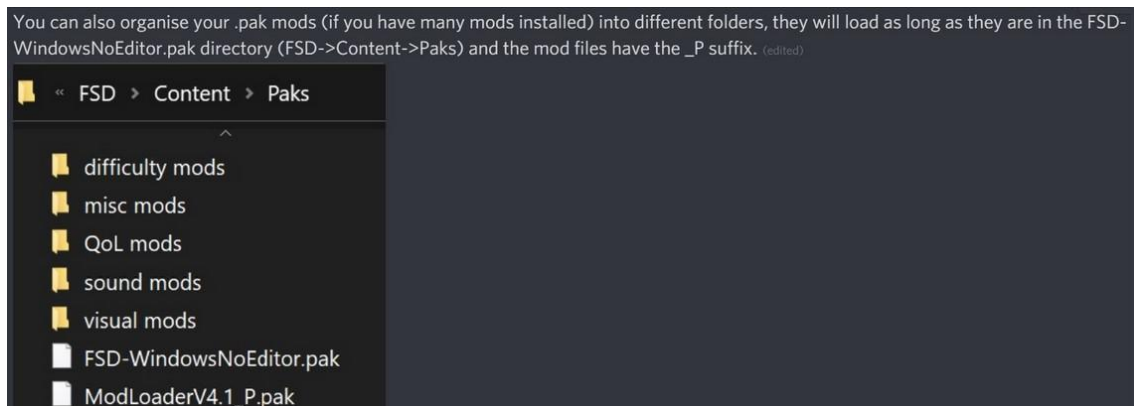 You can also organise your .pak mods (if you have many mods installed) into different folders, they will load as long as they are in the FSD-
WindowsNoEditor.pak directory (FSD->Content->Paks) and the mod files have the _P suffix. (edited)
« FSD > Content > Paks
difficulty mods
misc mods
QoL mods
sound mods
visual mods
FSD-WindowsNoEditor.pak
ModLoaderV4.1_P.pak